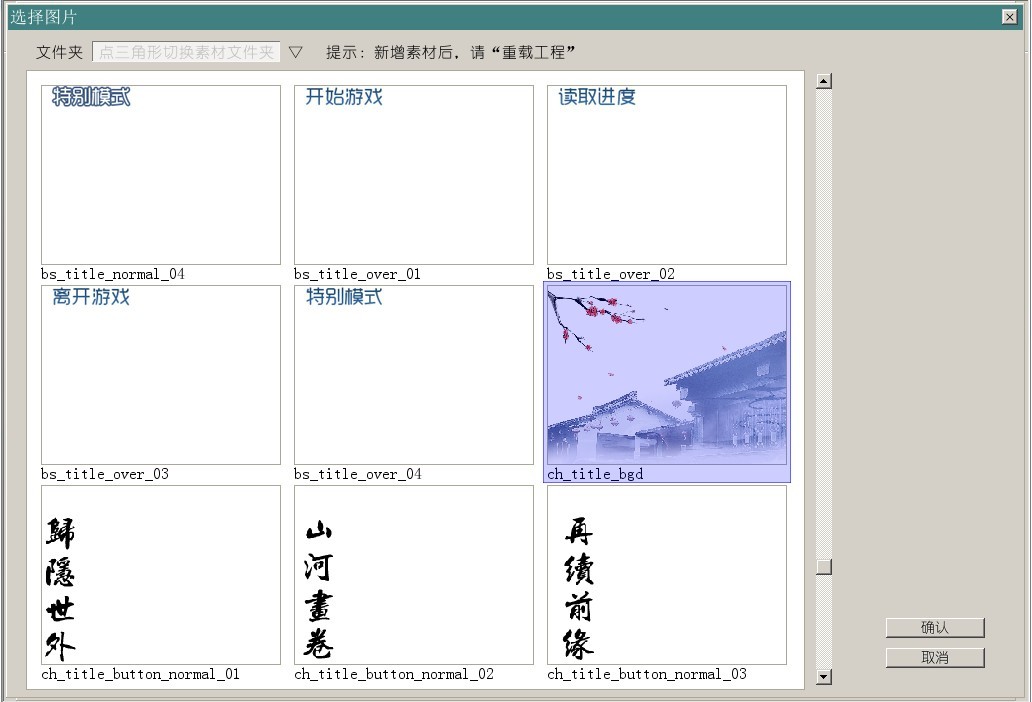 选择图片
文件夹 点三角形切换素材文件夹 ▽ 提示：新增素材后，请“重载工程”
特别模式 开始游戏 读取进度
bs_title_normal_04 bs_title_over_01 bs_title_over_02
离开游戏 特别模式
bs_title_over_03 bs_title_over_04 ch_title_bgd
歸隱世外 山河畫卷 再續前缘
ch_title_button_normal_01 ch_title_button_normal_02 ch_title_button_normal_03
确认
取消